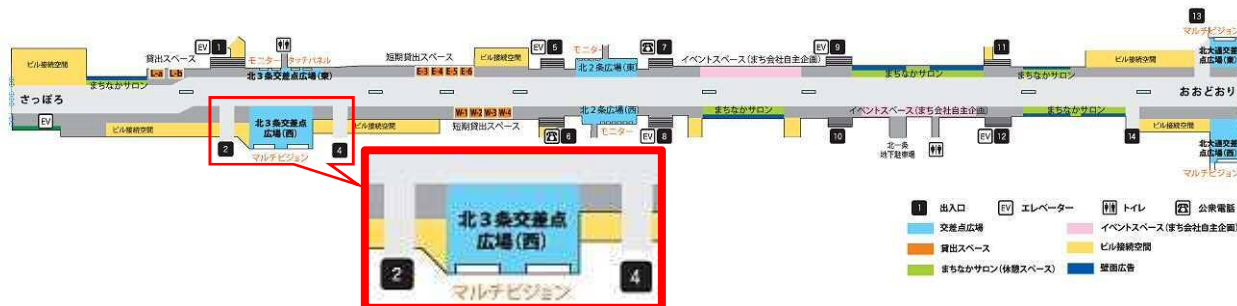 13
マルチビジョン
EV 1
EV 5
モニター
7
EV 9
11
北大通交差点広場(東)
ビル接続空間
貸出スペース
モニター
タッチパネル
短期貸出スペース
ビル接続空間
北2条広場(東)
イベントスペース(まち会社自主企画)
ビル接続空間
L-a L-b
北3条交差点広場(東)
E-3 E-4 E-5 E-6
まちなかサロン
まちなかサロン
まちなかサロン
さっぽろ
おおどおり
EV
ビル接続空間
北3条交差点
広場(西)
ビル接続空間
W-1 W-2 W-3 W-4
短期貸出スペース
北2条広場(西)
まちなかサロン
イベントスペース(まち会社自主企画)
まちなかサロン
ビル接続空間
2
マルチビジョン
4
6
モニター
EV 8
10
北一条
地下駐車場
EV 12
14
北大通交差点広場(西)
マルチビジョン
北3条交差点
広場(西)
2
4
マルチビジョン
1 出入口
EV エレベーター
トイレ
公衆電話
交差点広場
イベントスペース(まち会社自主企画)
貸出スペース
ビル接続空間
まちなかサロン(休憩スペース)
壁面広告